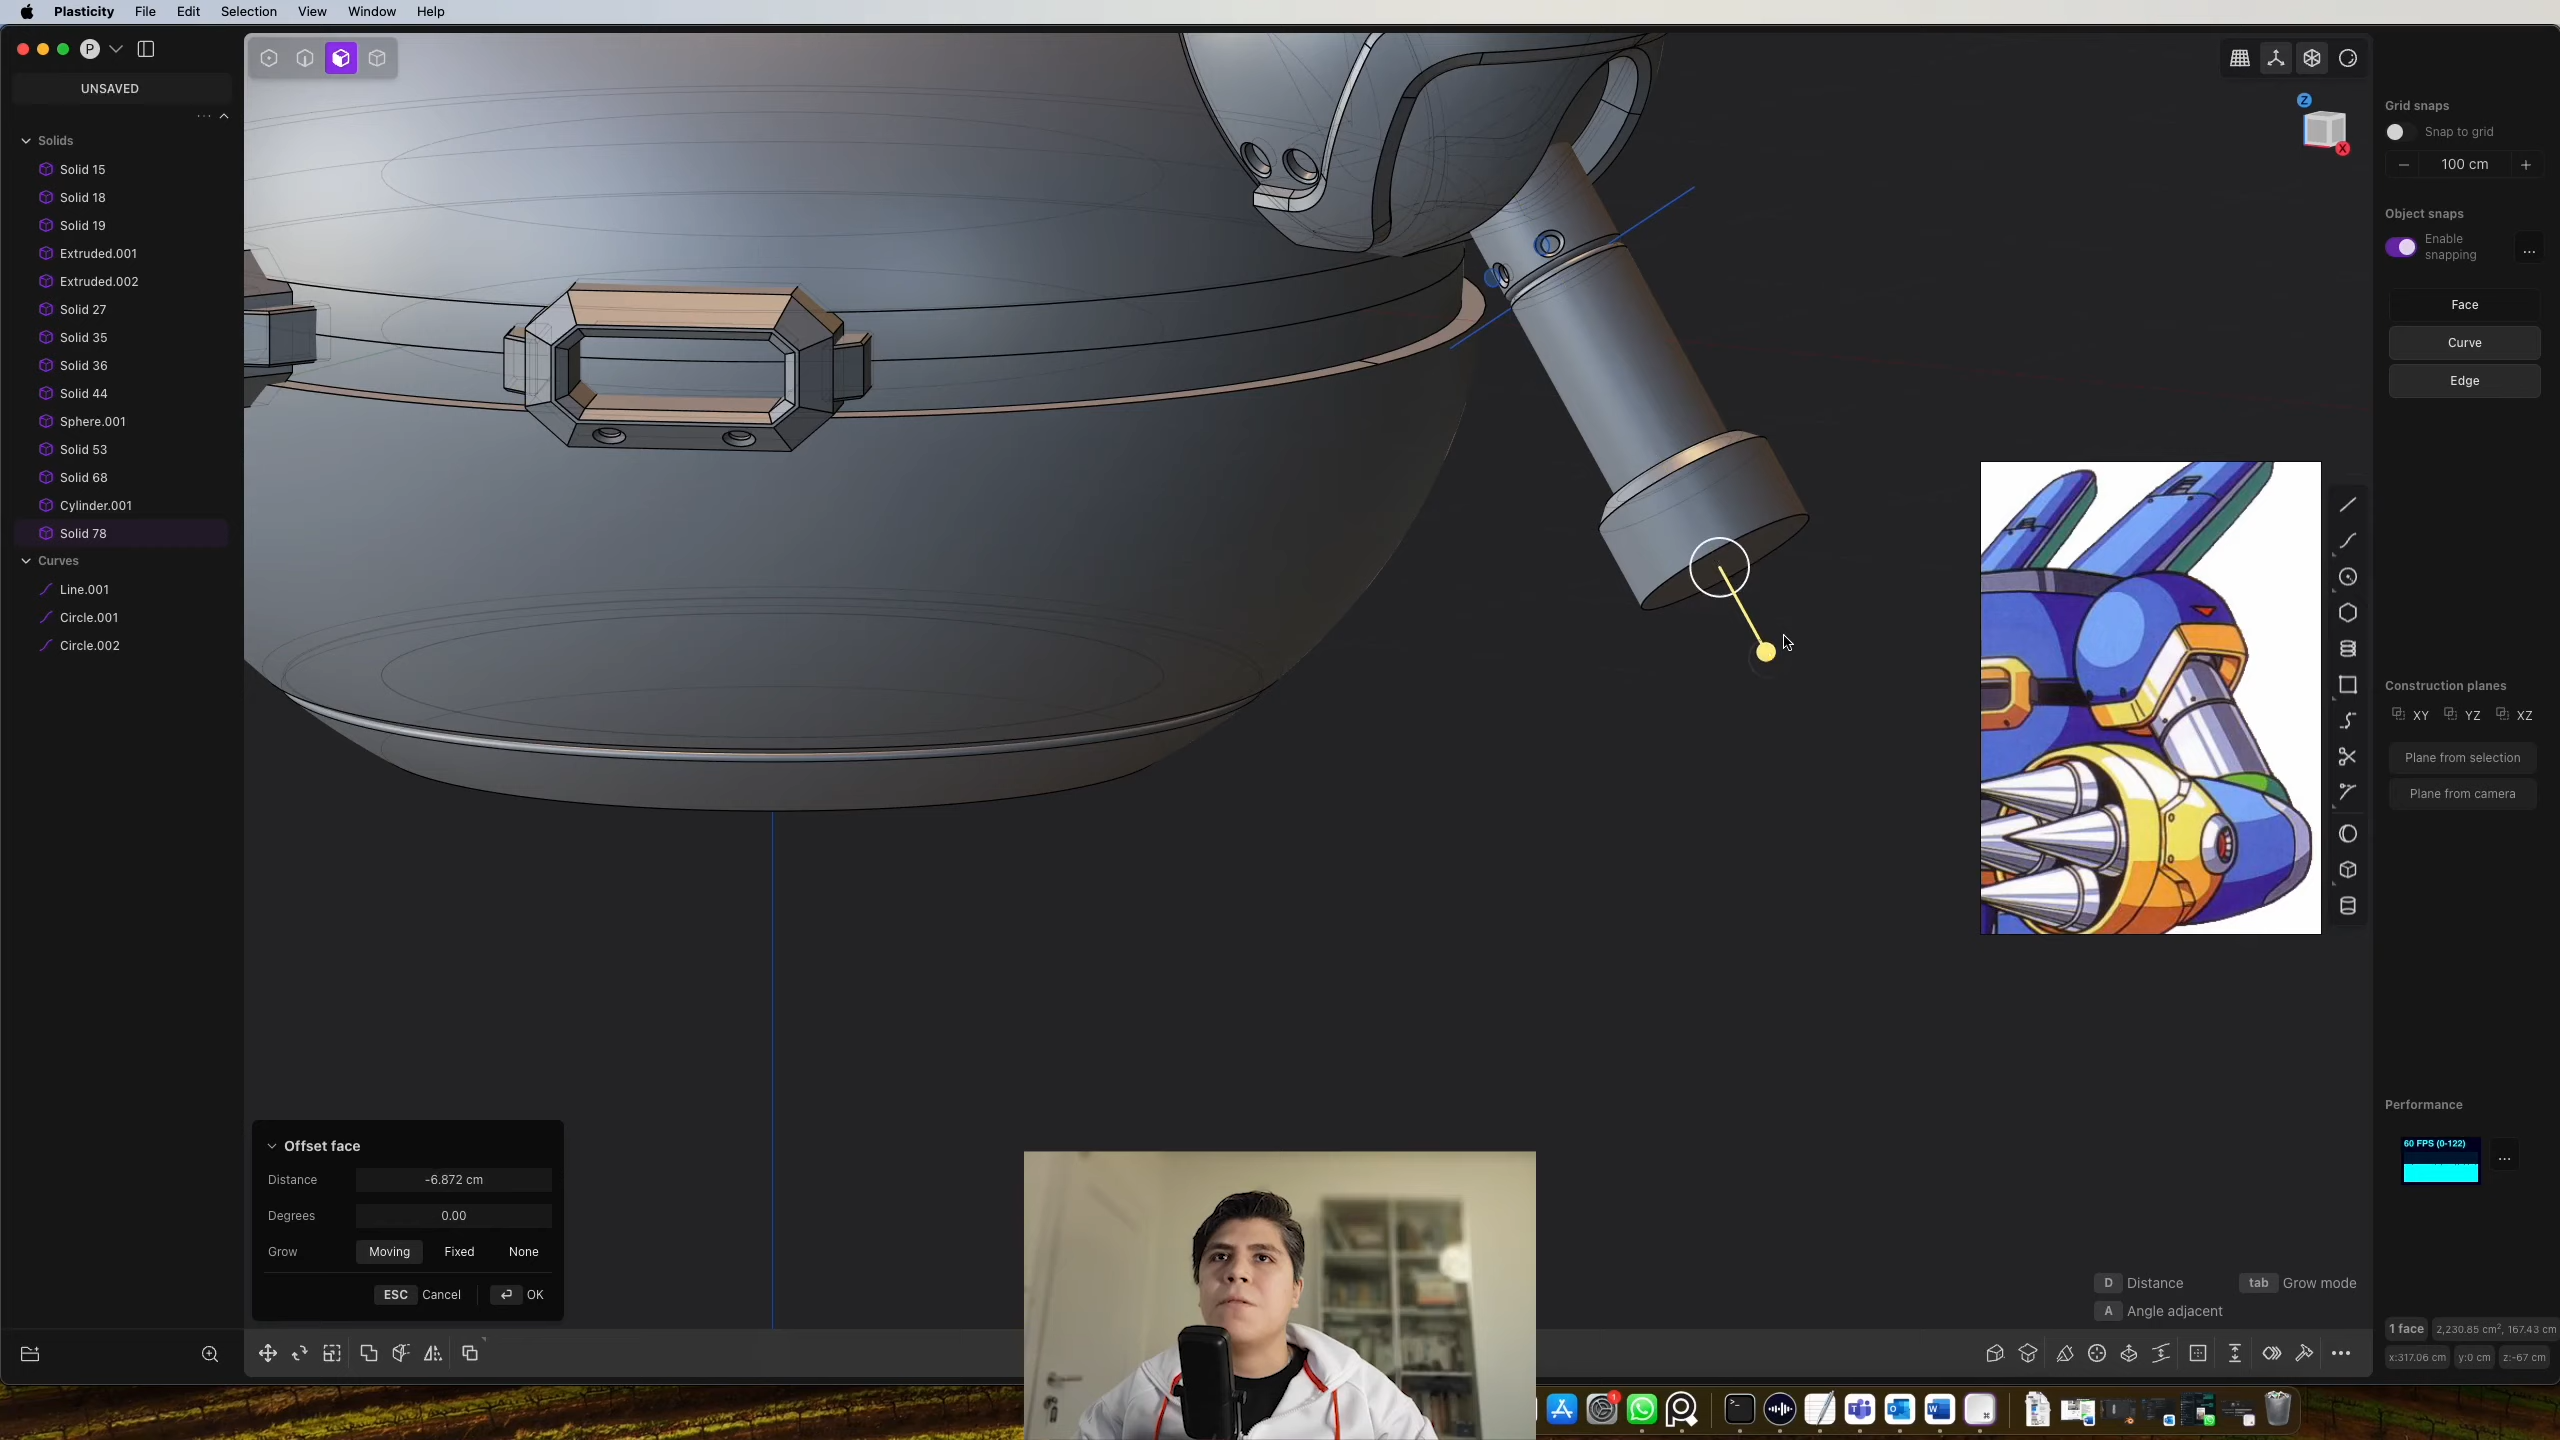 Plasticity File Edit Selection View Window Help
P
UNSAVED
Solids
Solid 15
Solid 18
Solid 19
Extruded.001
Extruded.002
Solid 27
Solid 35
Solid 36
Solid 44
Sphere.001
Solid 53
Solid 68
Cylinder.001
Solid 78
Curves
Line.001
Circle.001
Circle.002
Z
X
Grid snaps
Snap to grid
− 100 cm +
Object snaps
Enable
snapping
...
Face
Curve
Edge
Construction planes
XY YZ XZ
Plane from selection
Plane from camera
Performance
60 FPS (0-122)
...
Offset face
Distance -6.872 cm
Degrees 0.00
Grow Moving Fixed None
ESC Cancel OK
D Distance tab Grow mode
A Angle adjacent
1 face 2,230.85 cm², 167.43 cm
x:317.06 cm y:0 cm z:-67 cm
1